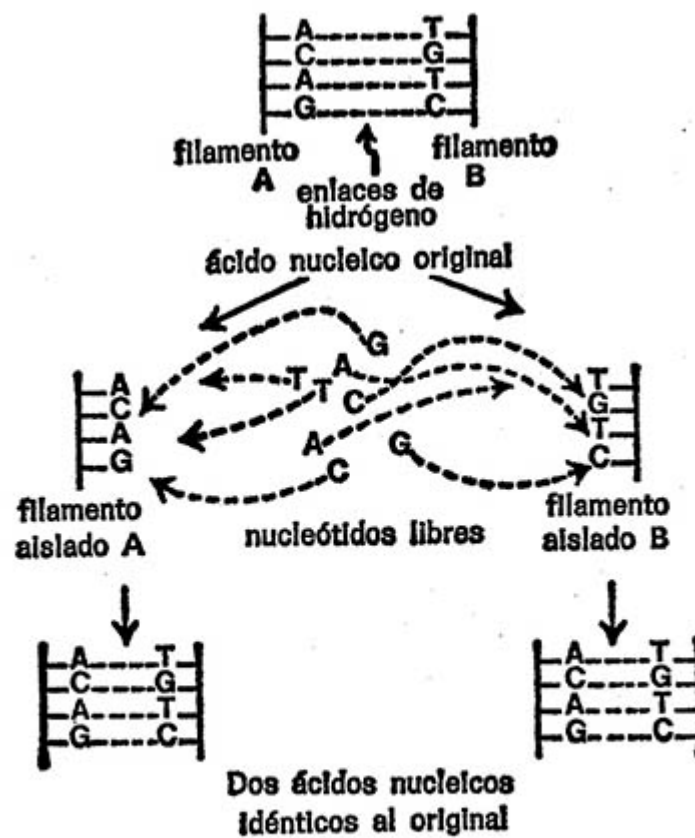 A T
C G
A T
G C
filamento A
filamento B
enlaces de
hidrógeno
ácido nucleico original
G
T T A C
A C G
A
C
A
G
T
G
T
C
filamento
aislado A
nucleótidos libres
filamento
aislado B
A T
C G
A T
G C
A T
C G
A T
G C
Dos ácidos nucleicos
idénticos al original